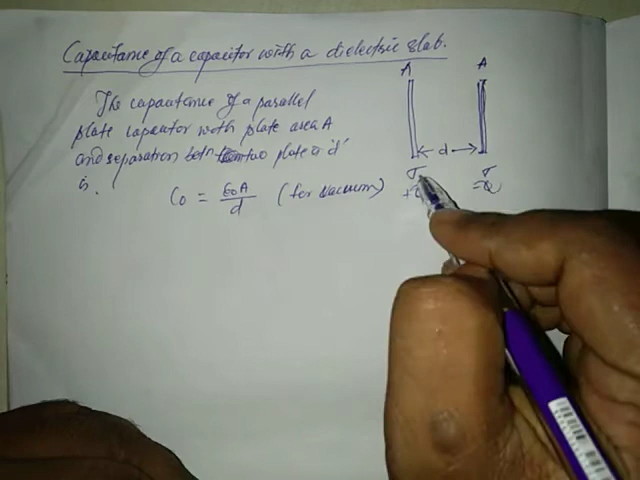 Capacitance of a capacitor with a dielectric slab.
The capacitance of a parallel
plate capacitor with plate area A
and separation betn two plate is 'd'
is.
C₀ = ε₀A/d (for vacuum)
A A
d
σ σ
+Q -Q